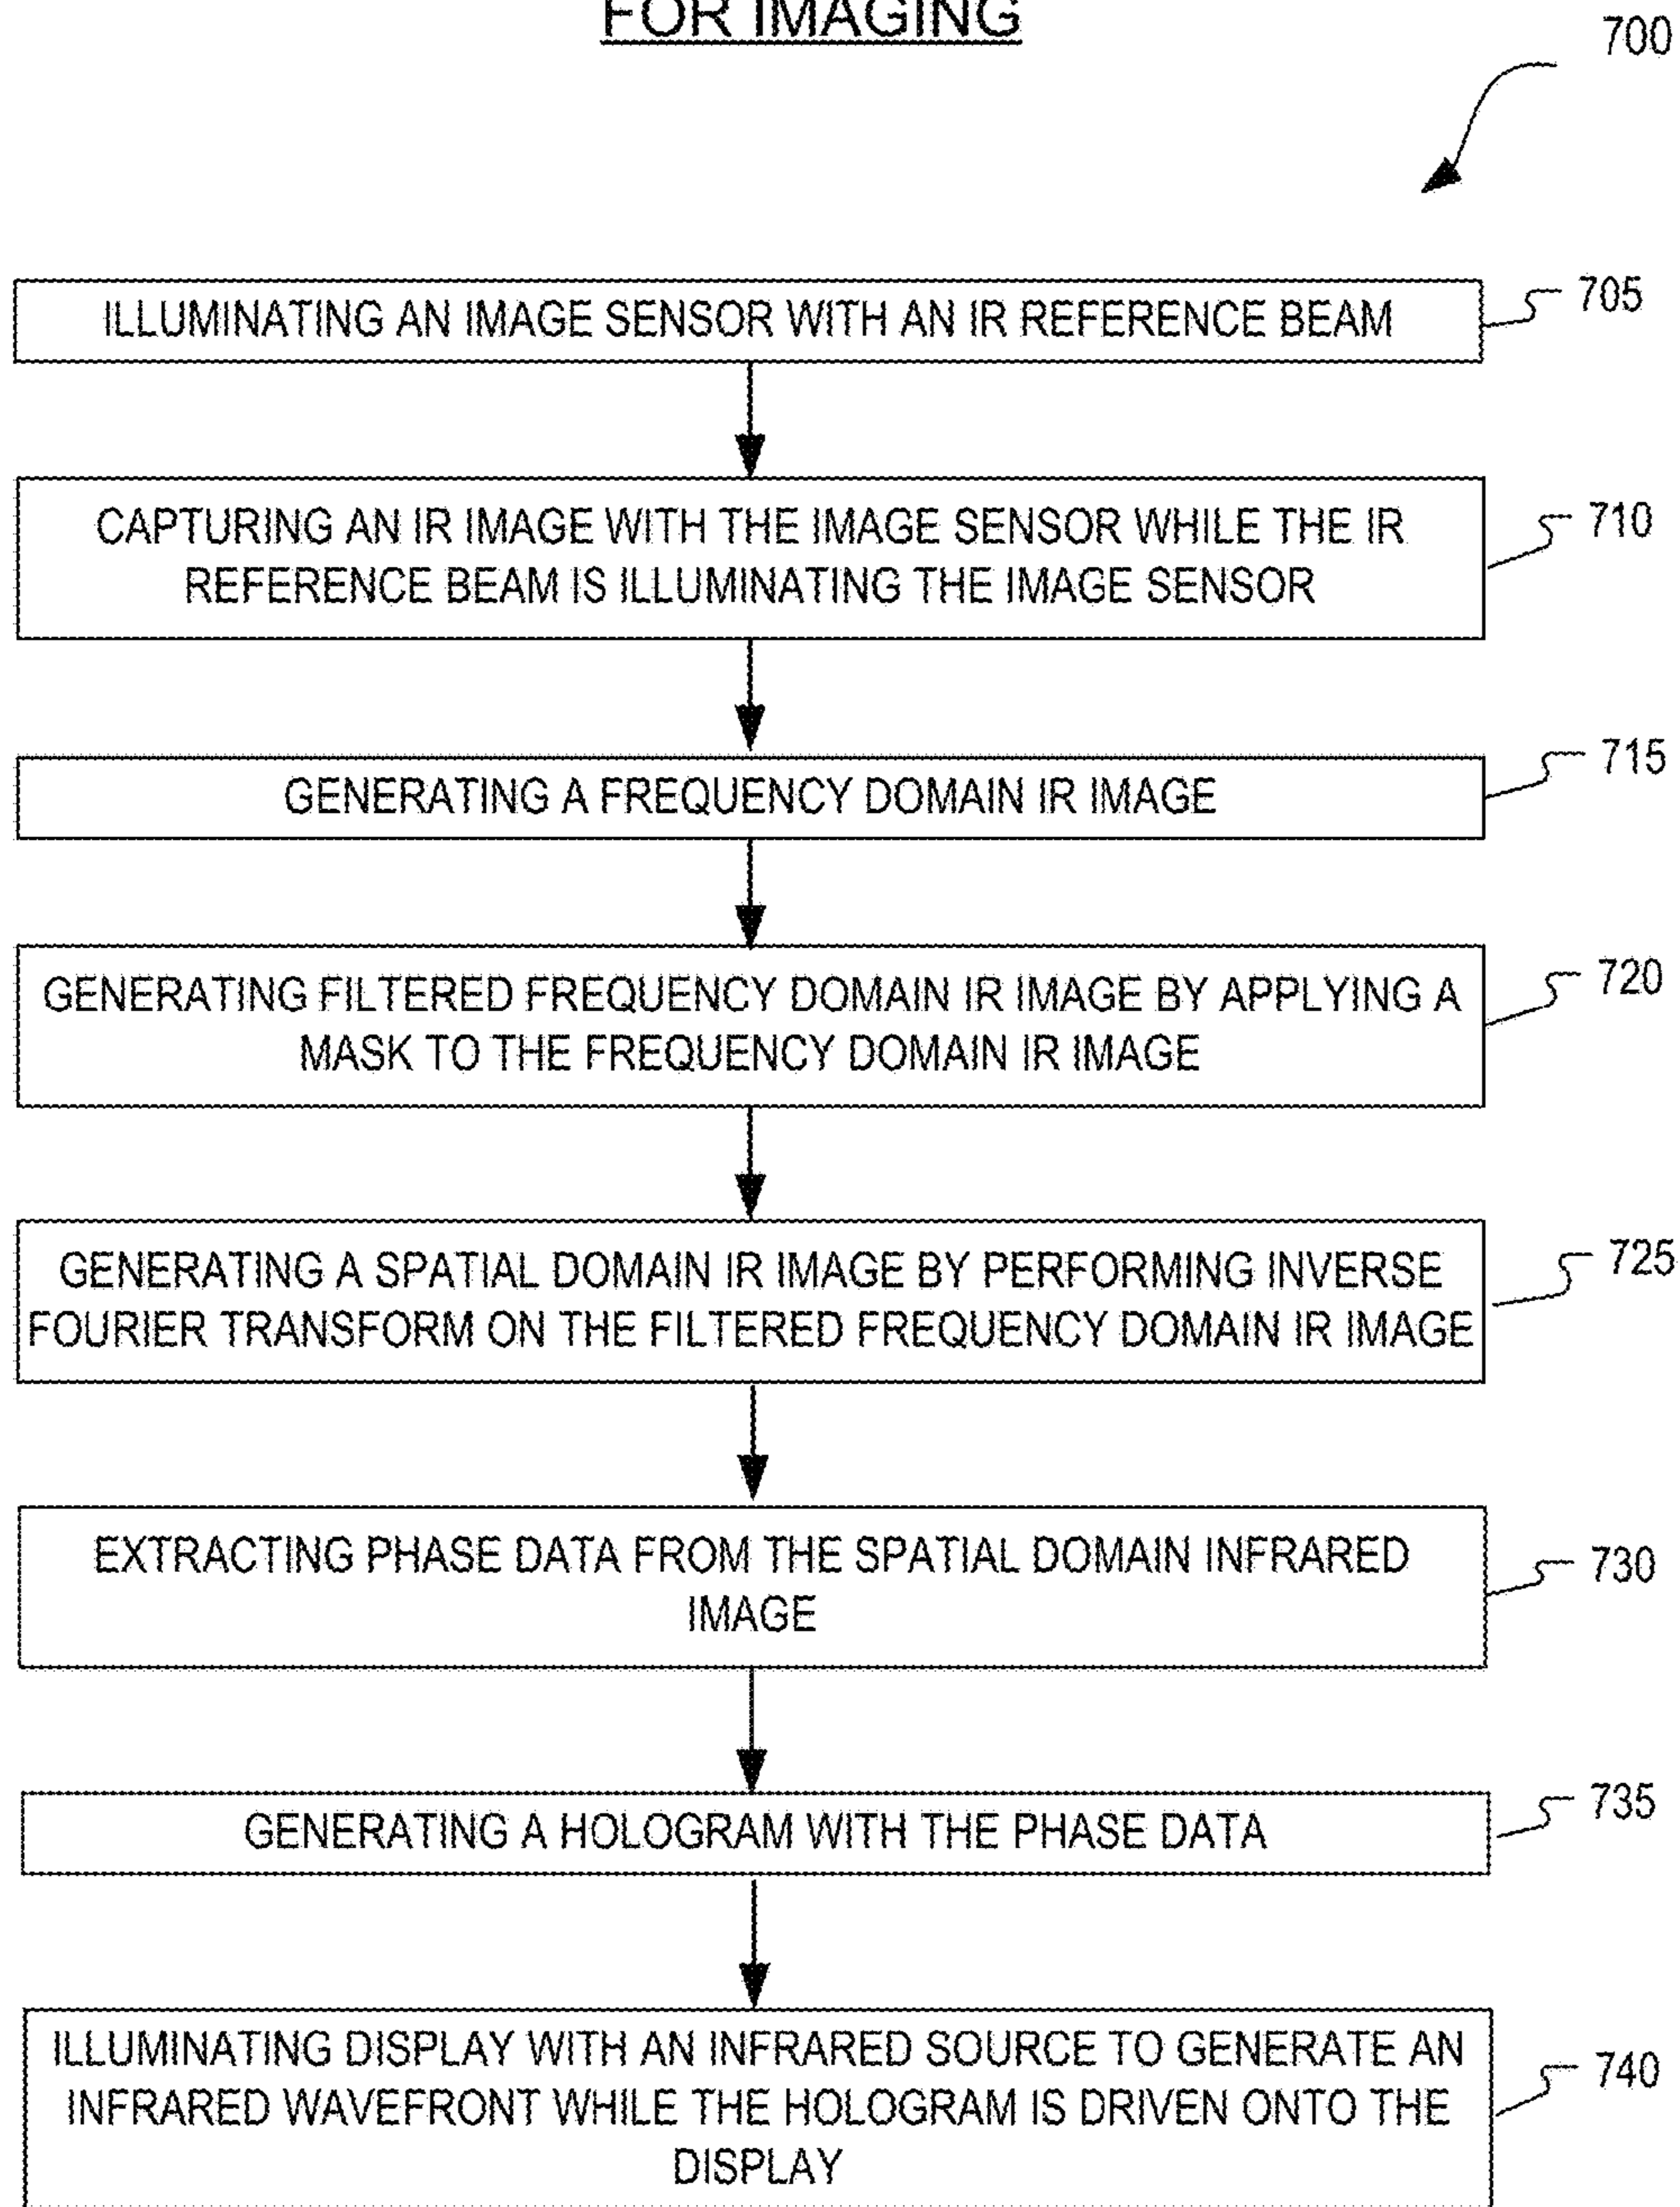 FOR IMAGING
700
ILLUMINATING AN IMAGE SENSOR WITH AN IR REFERENCE BEAM
705
CAPTURING AN IR IMAGE WITH THE IMAGE SENSOR WHILE THE IR
REFERENCE BEAM IS ILLUMINATING THE IMAGE SENSOR
710
GENERATING A FREQUENCY DOMAIN IR IMAGE
715
GENERATING FILTERED FREQUENCY DOMAIN IR IMAGE BY APPLYING A
MASK TO THE FREQUENCY DOMAIN IR IMAGE
720
GENERATING A SPATIAL DOMAIN IR IMAGE BY PERFORMING INVERSE
FOURIER TRANSFORM ON THE FILTERED FREQUENCY DOMAIN IR IMAGE
725
EXTRACTING PHASE DATA FROM THE SPATIAL DOMAIN INFRARED
IMAGE
730
GENERATING A HOLOGRAM WITH THE PHASE DATA
735
ILLUMINATING DISPLAY WITH AN INFRARED SOURCE TO GENERATE AN
INFRARED WAVEFRONT WHILE THE HOLOGRAM IS DRIVEN ONTO THE
DISPLAY
740